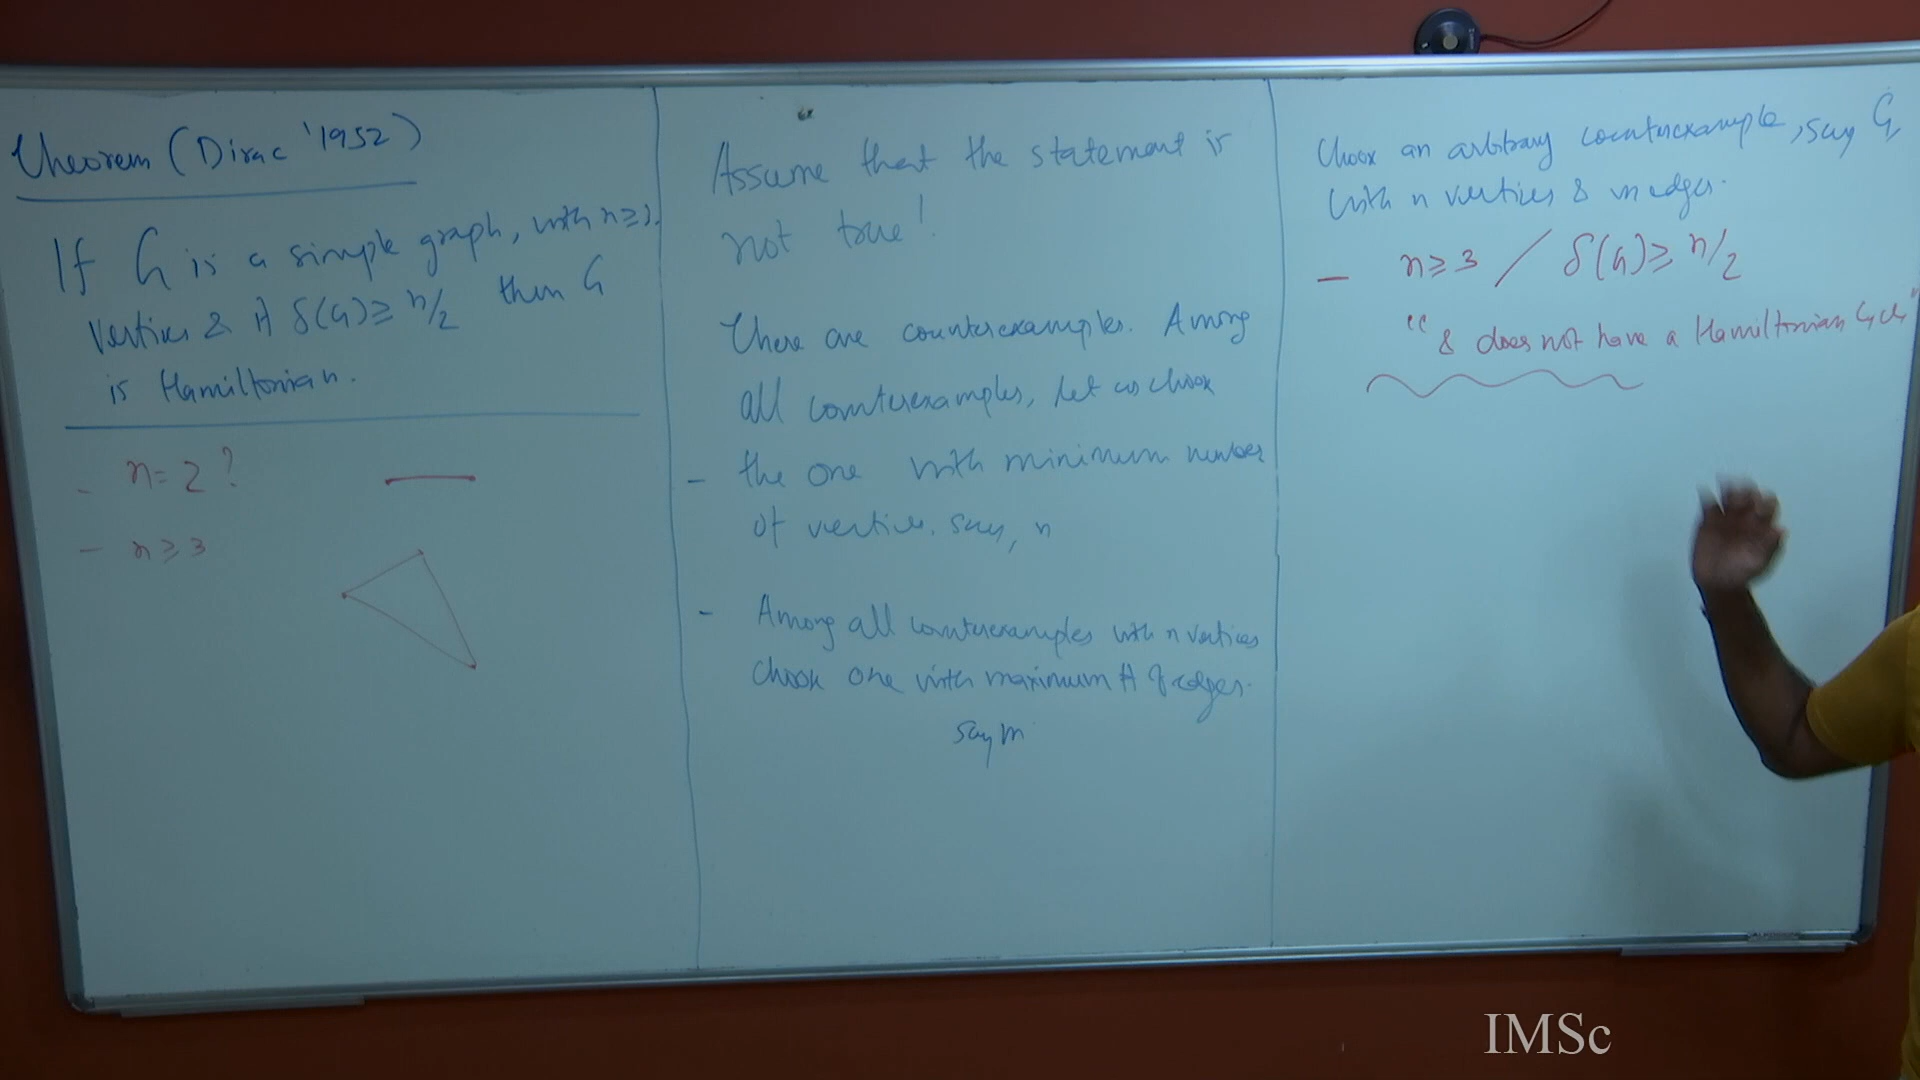 Theorem (Dirac '1952)
If G is a simple graph, with n≥3.
vertices & if δ(G)≥ n/2 then G
is Hamiltonian.
- n=2?
- n≥3
Assume that the statement is
not true!
There are counterexamples. Among
all counterexamples, let us choose
- the one with minimum number
of vertices. say, n
- Among all counterexamples with n vertices
choose one with maximum # of edges.
say m
Choose an arbitrary counterexample, say G,
with n vertices & m edges.
- n≥3 / δ(G)≥ n/2
"& does not have a Hamiltonian Cycle"
IMSc